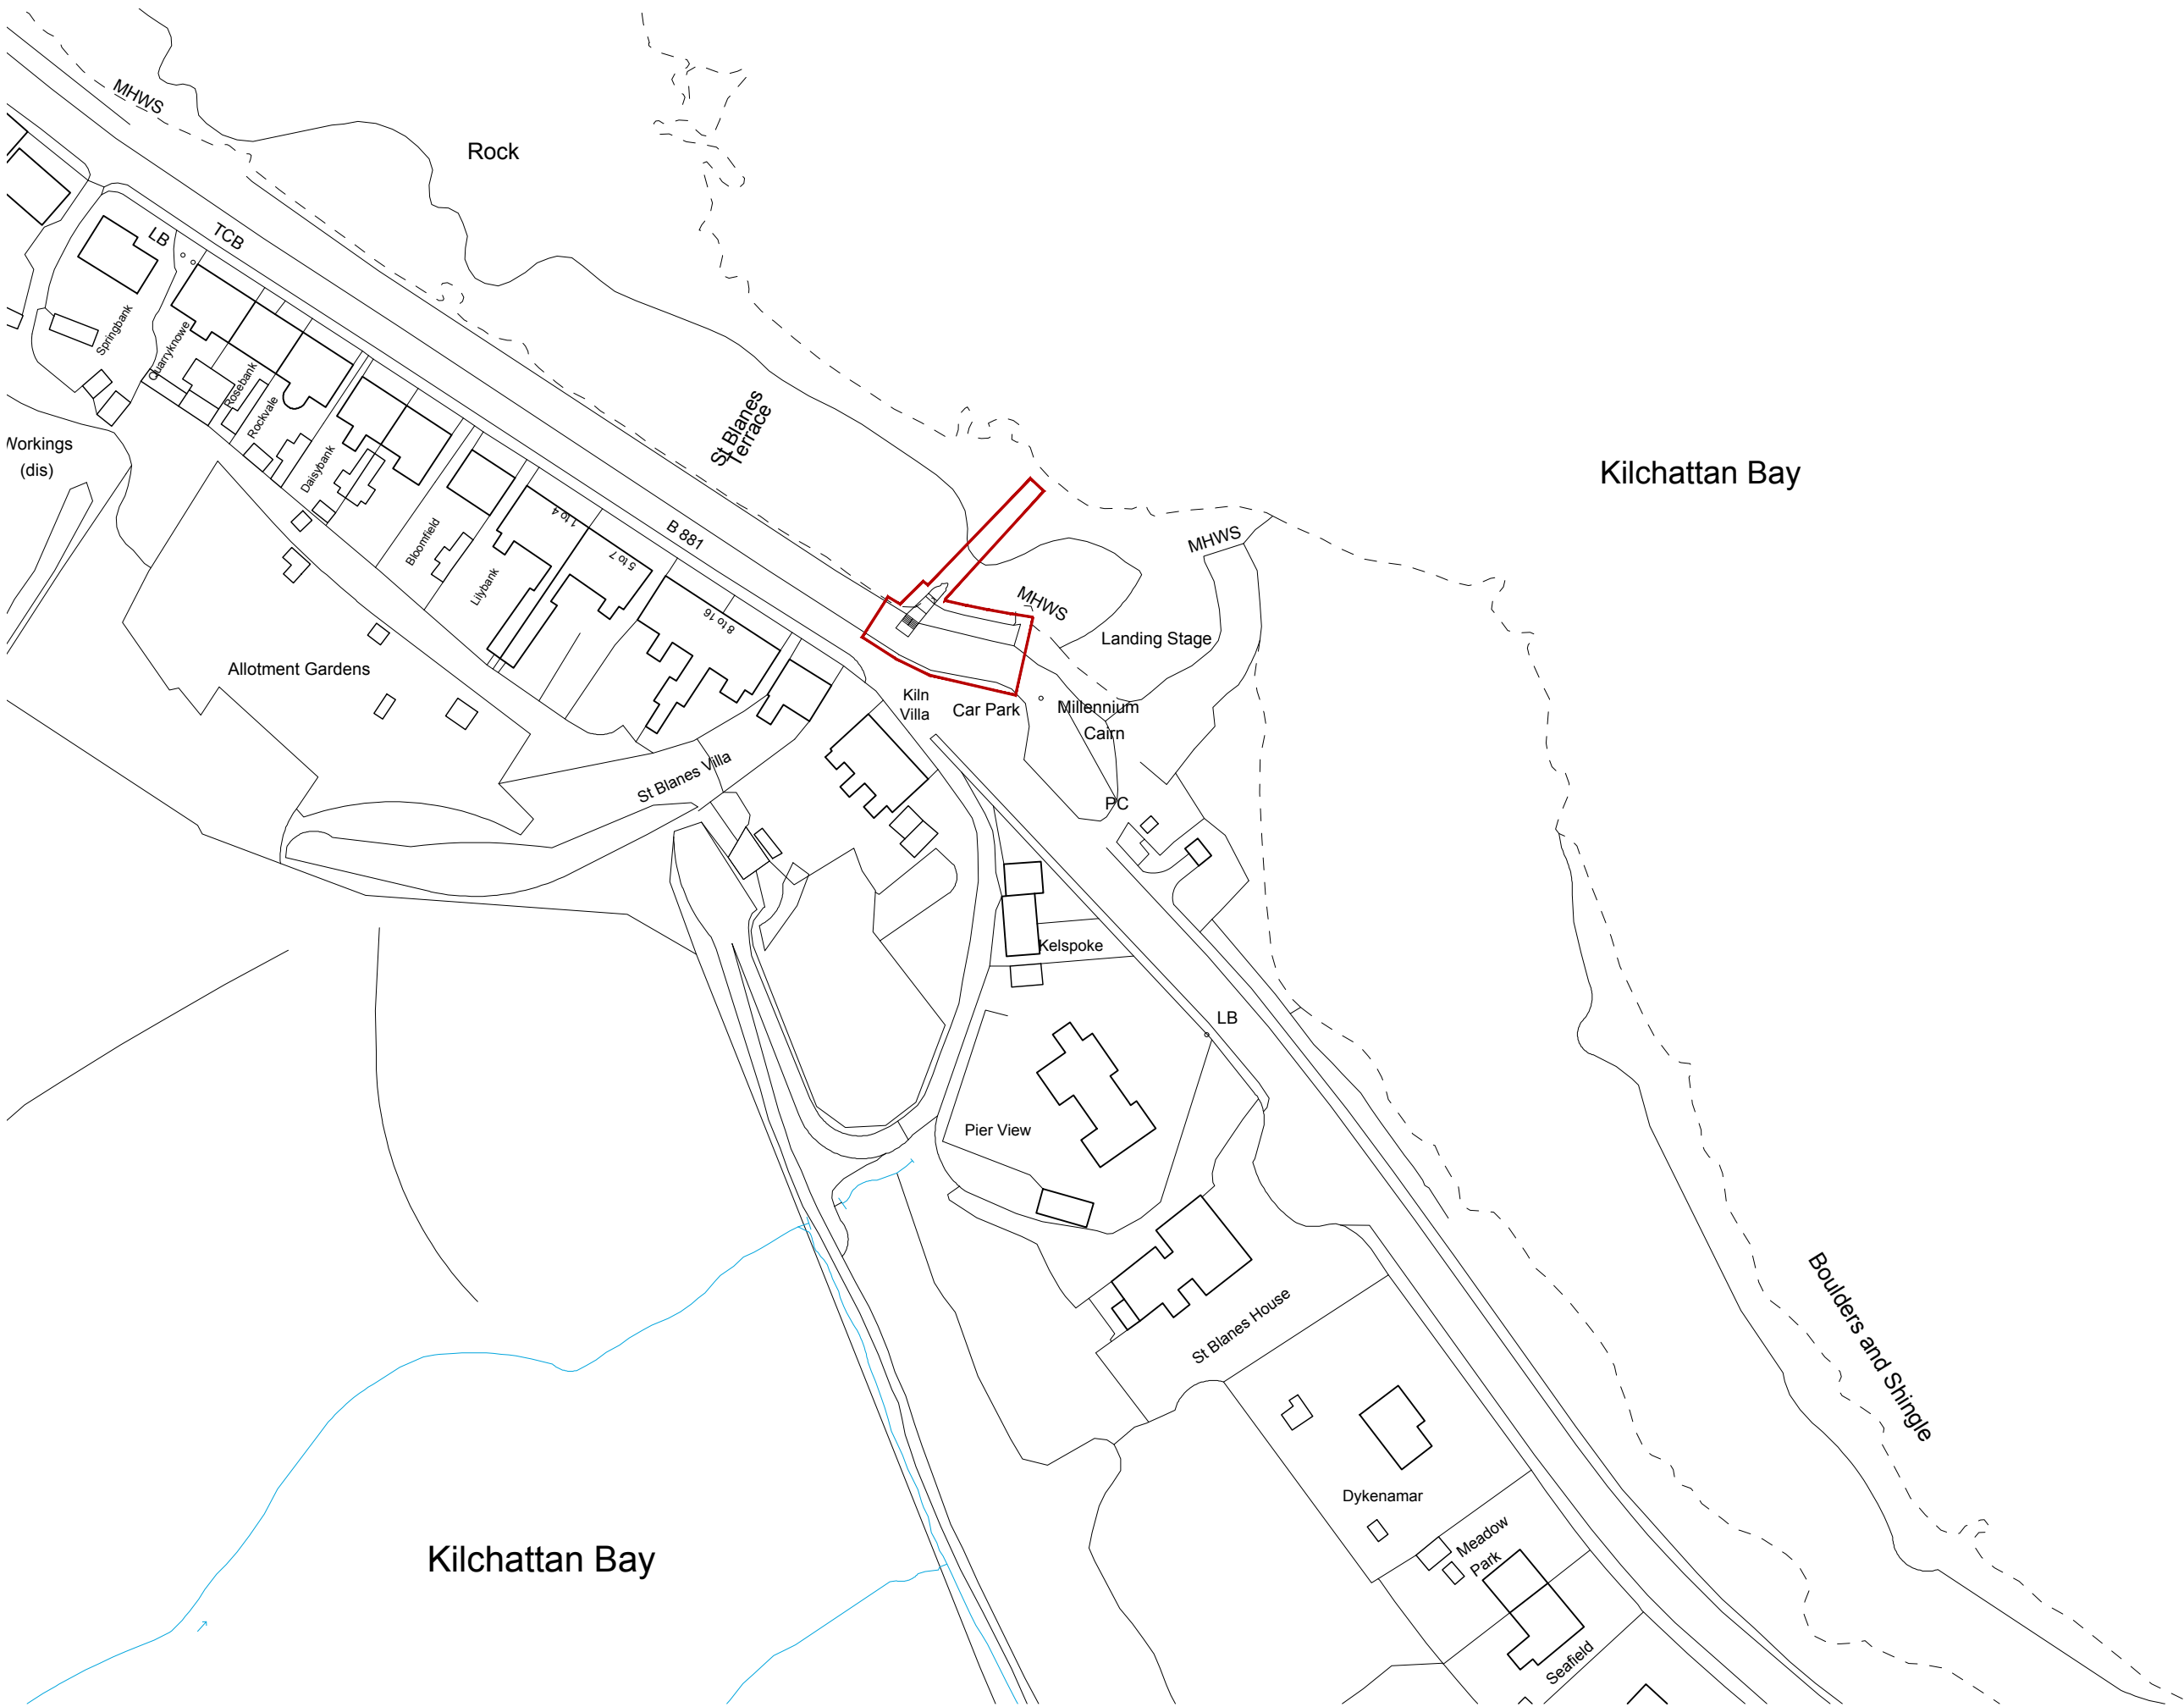 MHWS
Rock
LB
TCB
Springbank
Quarryknowe
Rosebank
Rockvale
Daisybank
Workings
(dis)
St Blanes
Terrace
Kilchattan Bay
B 881
1 to 4
5 to 7
8 to 16
Bloomfield
Lilybank
MHWS
MHWS
Landing Stage
Allotment Gardens
Kiln
Villa
Car Park
Millennium
Cairn
St Blanes Villa
PC
Kelspoke
LB
Pier View
St Blanes House
Boulders and Shingle
Dykenamar
Meadow
Park
Kilchattan Bay
Seafield